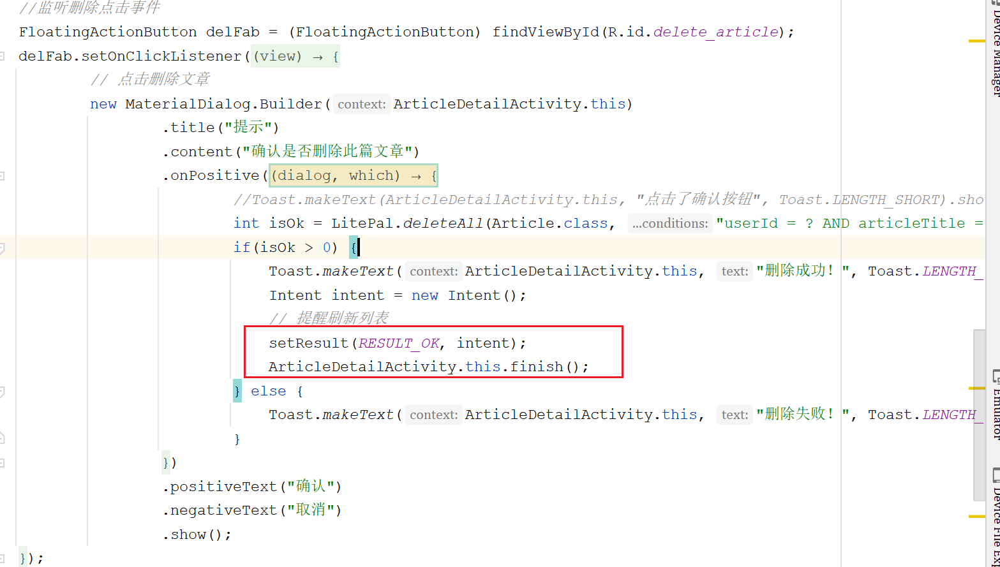 //监听删除点击事件
FloatingActionButton delFab = (FloatingActionButton) findViewById(R.id.delete_article);
delFab.setOnClickListener((view) → {
// 点击删除文章
new MaterialDialog.Builder( context: ArticleDetailActivity.this)
.title("提示")
.content("确认是否删除此篇文章")
.onPositive((dialog, which) → {
//Toast.makeText(ArticleDetailActivity.this, "点击了确认按钮", Toast.LENGTH_SHORT).sho
int isOk = LitePal.deleteAll(Article.class, ...conditions: "userId = ? AND articleTitle =
if(isOk > 0) {
Toast.makeText( context: ArticleDetailActivity.this, text: "删除成功！", Toast.LENGTH_
Intent intent = new Intent();
// 提醒刷新列表
setResult(RESULT_OK, intent);
ArticleDetailActivity.this.finish();
} else {
Toast.makeText( context: ArticleDetailActivity.this, text: "删除失败！", Toast.LENGTH_
}
})
.positiveText("确认")
.negativeText("取消")
.show();
});
Device Manager
Emulator
Device File Exp